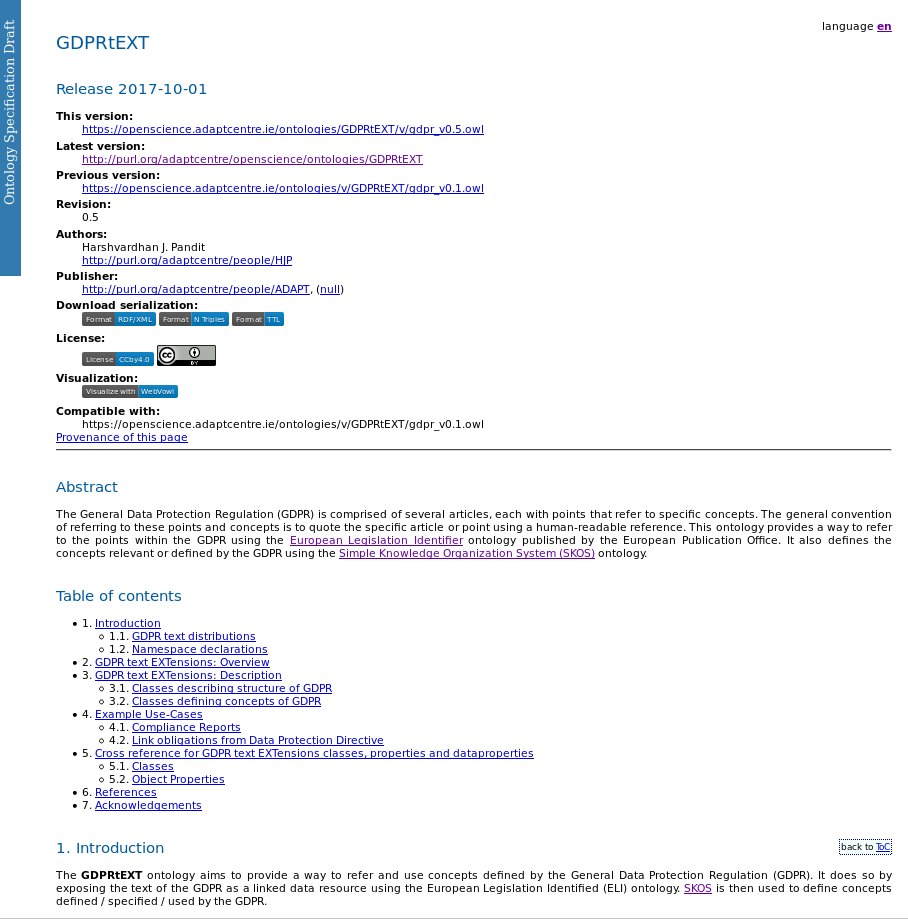 Ontology Specification Draft
language en
GDPRtEXT
Release 2017-10-01
This version:
https://openscience.adaptcentre.ie/ontologies/GDPRtEXT/v/gdpr_v0.5.owl
Latest version:
http://purl.org/adaptcentre/openscience/ontologies/GDPRtEXT
Previous version:
https://openscience.adaptcentre.ie/ontologies/v/GDPRtEXT/gdpr_v0.1.owl
Revision:
0.5
Authors:
Harshvardhan J. Pandit
http://purl.org/adaptcentre/people/HJP
Publisher:
http://purl.org/adaptcentre/people/ADAPT, (null)
Download serialization:
Format RDF/XML Format N Triples Format TTL
License:
License CCby4.0 cc BY
Visualization:
Visualize with WebVowl
Compatible with:
https://openscience.adaptcentre.ie/ontologies/v/GDPRtEXT/gdpr_v0.1.owl
Provenance of this page
Abstract
The General Data Protection Regulation (GDPR) is comprised of several articles, each with points that refer to specific concepts. The general convention
of referring to these points and concepts is to quote the specific article or point using a human-readable reference. This ontology provides a way to refer
to the points within the GDPR using the European Legislation Identifier ontology published by the European Publication Office. It also defines the
concepts relevant or defined by the GDPR using the Simple Knowledge Organization System (SKOS) ontology.
Table of contents
• 1. Introduction
◦ 1.1. GDPR text distributions
◦ 1.2. Namespace declarations
• 2. GDPR text EXTensions: Overview
• 3. GDPR text EXTensions: Description
◦ 3.1. Classes describing structure of GDPR
◦ 3.2. Classes defining concepts of GDPR
• 4. Example Use-Cases
◦ 4.1. Compliance Reports
◦ 4.2. Link obligations from Data Protection Directive
• 5. Cross reference for GDPR text EXTensions classes, properties and dataproperties
◦ 5.1. Classes
◦ 5.2. Object Properties
• 6. References
• 7. Acknowledgements
1. Introduction
back to ToC
The GDPRtEXT ontology aims to provide a way to refer and use concepts defined by the General Data Protection Regulation (GDPR). It does so by
exposing the text of the GDPR as a linked data resource using the European Legislation Identified (ELI) ontology. SKOS is then used to define concepts
defined / specified / used by the GDPR.